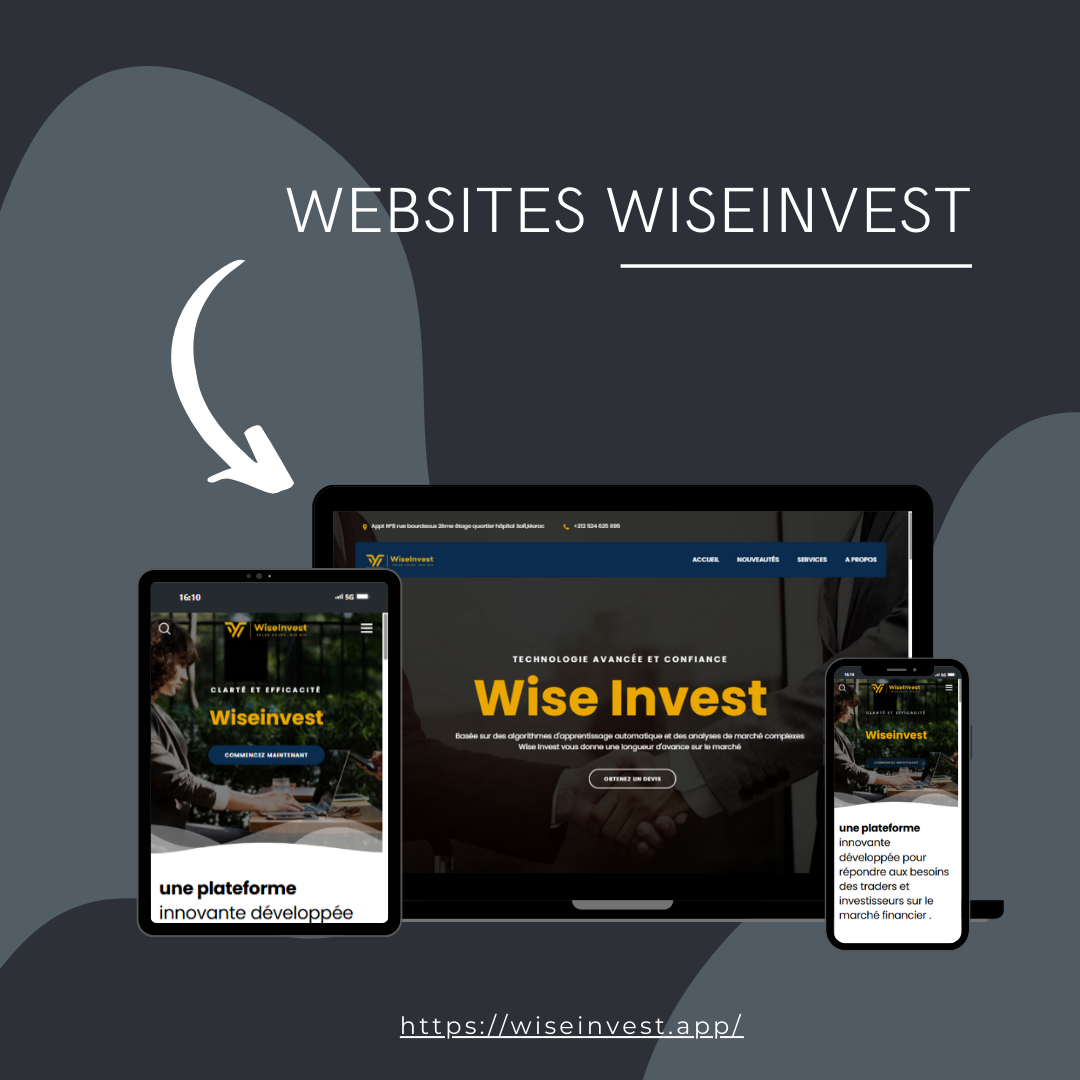 WEBSITES WISEINVEST
Appt N°5 rue bourdeaux 3ème étage quartier hôpital Safi,Maroc +212 524 625 695
WiseInvest
ACCUEIL NOUVEAUTÉS SERVICES A PROPOS
TECHNOLOGIE AVANCÉE ET CONFIANCE
Wise Invest
Basée sur des algorithmes d'apprentissage automatique et des analyses de marché complexes
Wise Invest vous donne une longueur d'avance sur le marché
OBTENEZ UN DEVIS
16:10 5G
WiseInvest
CLARTÉ ET EFFICACITÉ
Wiseinvest
COMMENCEZ MAINTENANT
une plateforme
innovante développée
16:10 5G
WiseInvest
CLARTÉ ET EFFICACITÉ
Wiseinvest
COMMENCEZ MAINTENANT
une plateforme
innovante
développée pour
répondre aux besoins
des traders et
investisseurs sur le
marché financier .
https://wiseinvest.app/